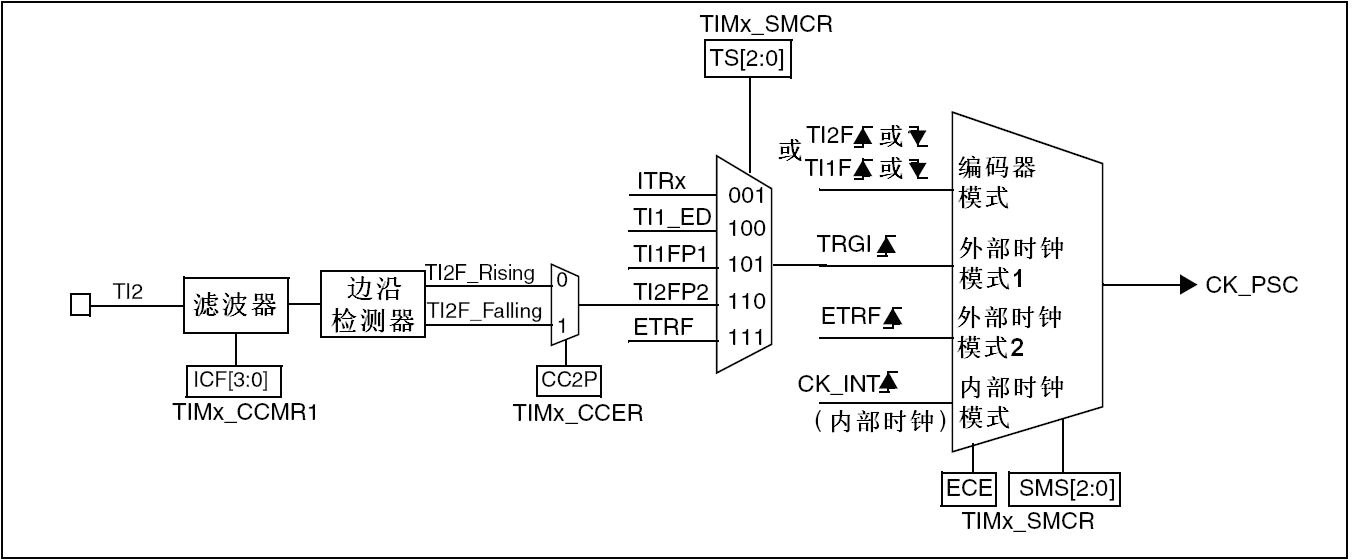 TIMx_SMCR
TS[2:0]
TI2F 或
或
TI1F 或
编码器
模式
ITRx
001
TI1_ED
100
TRGI
外部时钟
模式1
TI1FP1
101
TI2F_Rising
0
TI2
滤波器
边沿
检测器
TI2FP2
110
CK_PSC
TI2F_Falling
1
ETRF
111
ETRF
外部时钟
模式2
ICF[3:0]
TIMx_CCMR1
CC2P
TIMx_CCER
CK_INT
(内部时钟)
内部时钟
模式
ECE
SMS[2:0]
TIMx_SMCR